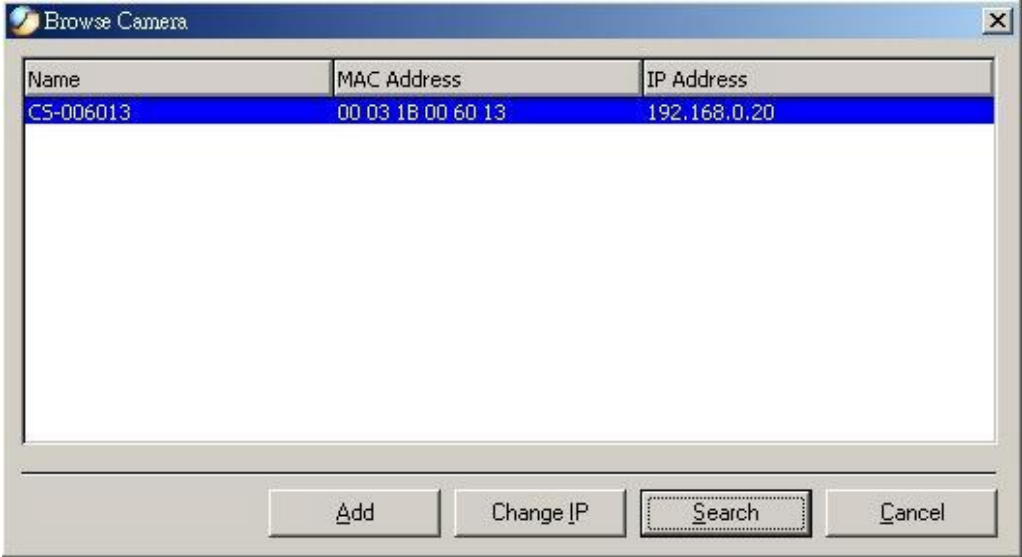 Browse Camera
Name MAC Address IP Address
CS-006013 00 03 1B 00 60 13 192.168.0.20
Add Change IP Search Cancel